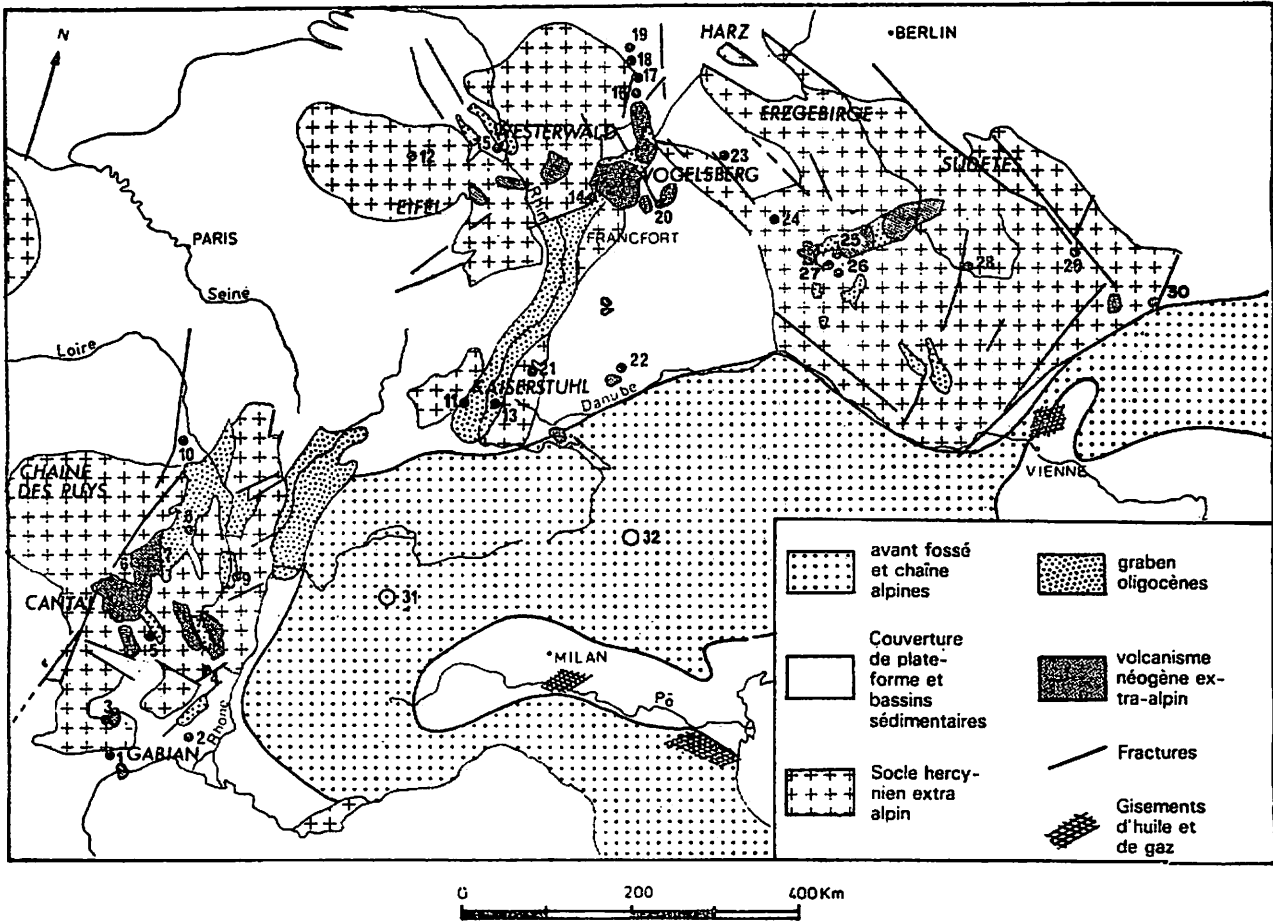 N
19
18
17
16
HARZ
BERLIN
ERZGEBIRGE
SUDETES
WESTERWALD
15
12
23
VOGELSBERG
EIFEL
Rhin
14
20
FRANCFORT
24
PARIS
25
26
27
28
29
30
Seine
Loire
21
22
KAISERSTUHL
Danube
11
13
10
VIENNE
CHAINE
DES PUYS
8
7
6
9
32
31
CANTAL
5
4
3
MILAN
Pô
Rhone
2
1
GABIAN
avant fossé
et chaîne
alpines
graben
oligocènes
Couverture
de plate-
forme et
bassins
sédimentaires
volcanisme
néogène ex-
tra-alpin
Fractures
Socle hercy-
nien extra
alpin
Gisements
d'huile et
de gaz
0 200 400 Km